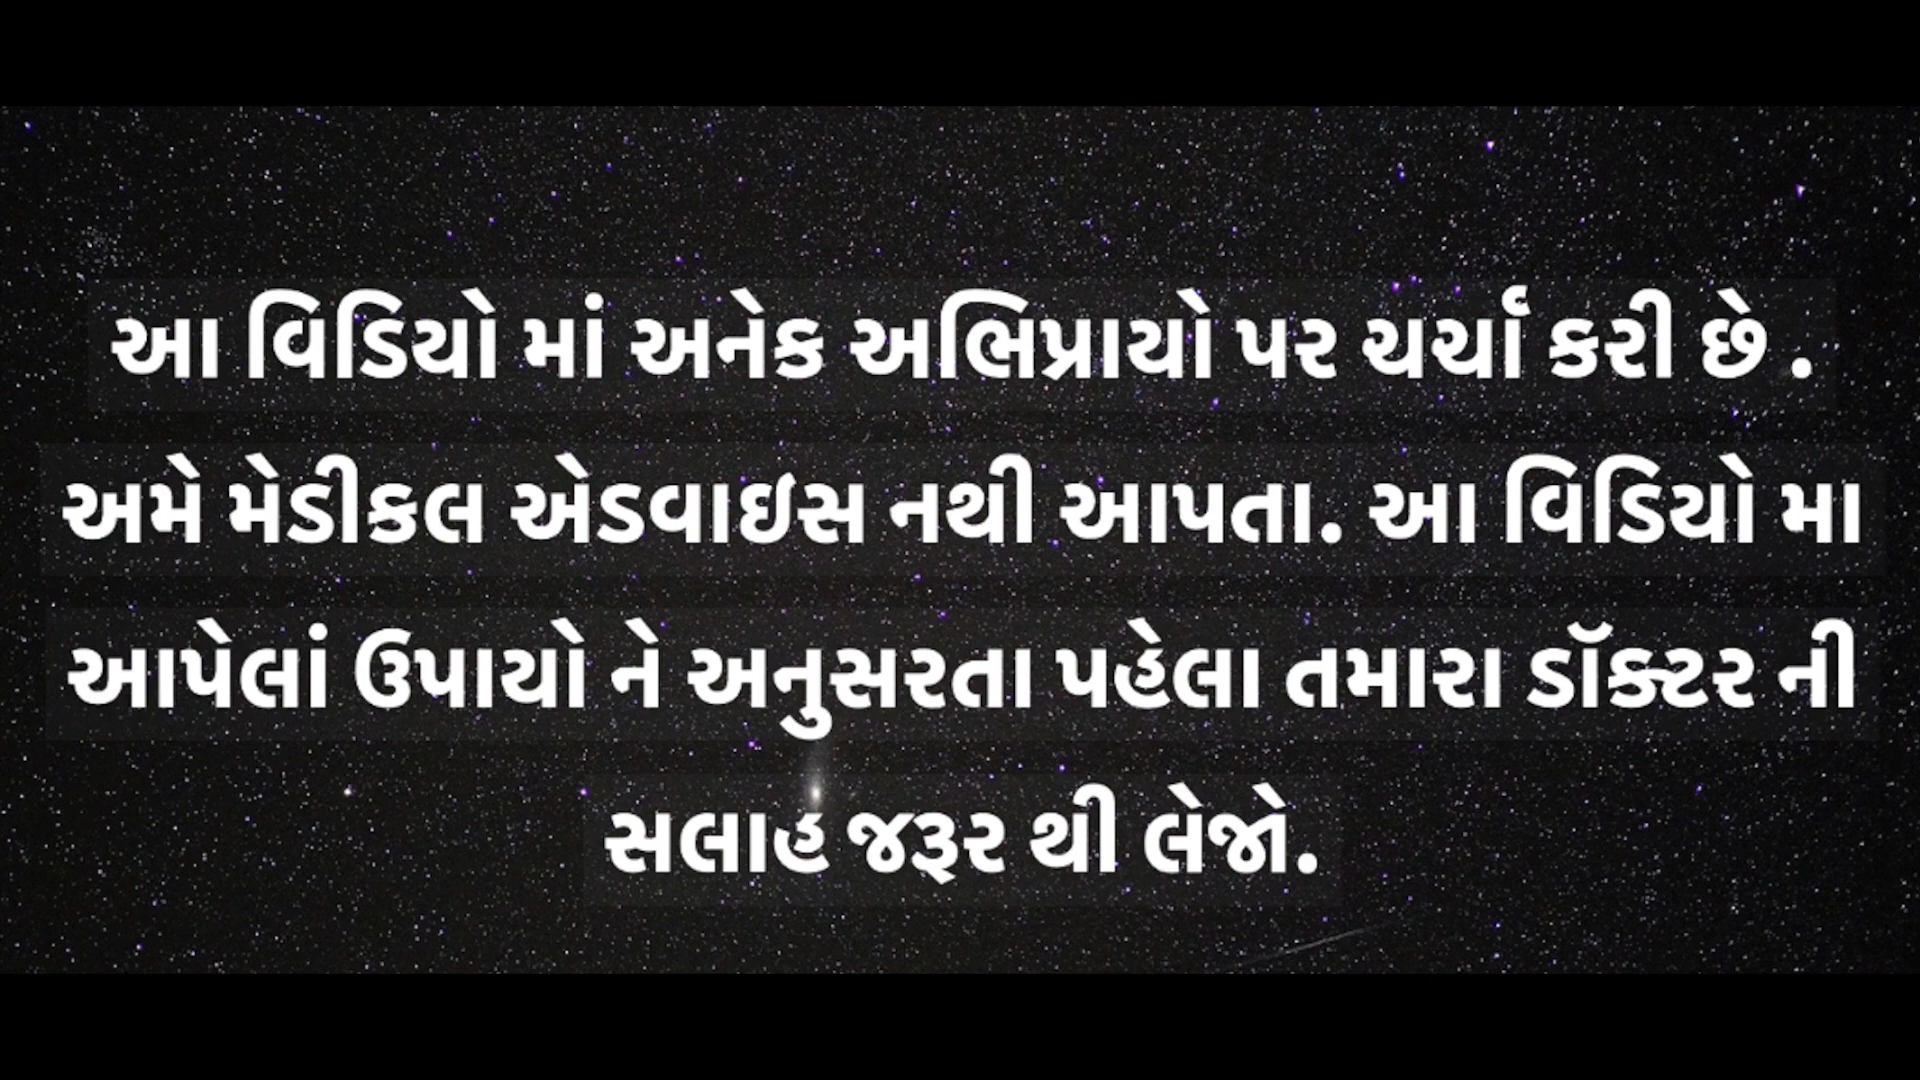 આ વિડિયો માં અનેક અભિપ્રાયો પર ચર્ચાં કરી છે .
અમે મેડીકલ એડવાઇસ નથી આપતા. આ વિડિયો મા
આપેલાં ઉપાયો ને અનુસરતા પહેલા તમારા ડૉક્ટર ની
સલાહ જરૂર થી લેજો.